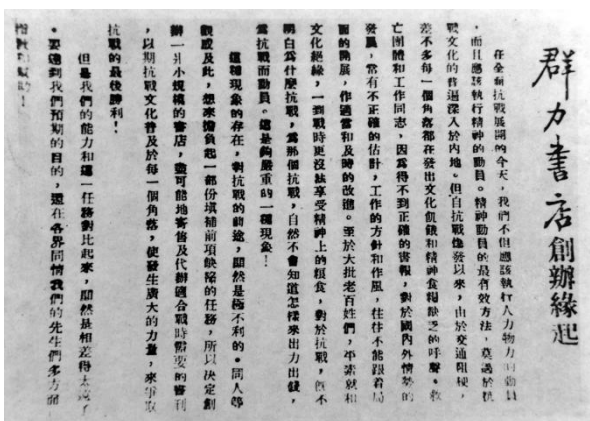 群力書店創辦緣起
在全面抗戰展開的今天，我們不但應該執行人力物力的動員
，而且應該執行精神的動員。精神動員的最有效方法，莫過於抗
戰文化的普遍深入於內地。但自抗戰爆發以來，由於交通阻梗，
差不多每一個角落都在發出文化飢饉和精神食糧缺乏的呼聲。救
亡團體和工作同志，因為得不到正確的書報，對於國內外情勢的
發展，常有不正確的估計，工作的方針和作風，往往不能跟着局
面的開展，作適當和及時的改進。至於大批老百姓們，平素就和
文化絕緣，一到戰時更沒法享受精神上的糧食，對於抗戰，既不
明白為什麼抗戰，為那個抗戰，自然不會知道怎樣來出力出錢，
為抗戰而動員。這是夠嚴重的一種現象！
這種現象的存在，對抗戰的前途，顯然是極不利的。同人等
觀感及此，想來擔負起一部份填補前項缺陷的任務，所以決定創
辦一爿小規模的書店，盡可能地寄售及代辦適合戰時需要的書刊
，以期抗戰文化普及於每一個角落，使發生廣大的力量，來爭取
抗戰的最後勝利！
但是我們的能力和這一任務對比起來，顯然是相差得太遠了
。要達到我們預期的目的，還在各界同情我們的先生們多方面
指教和幫助！